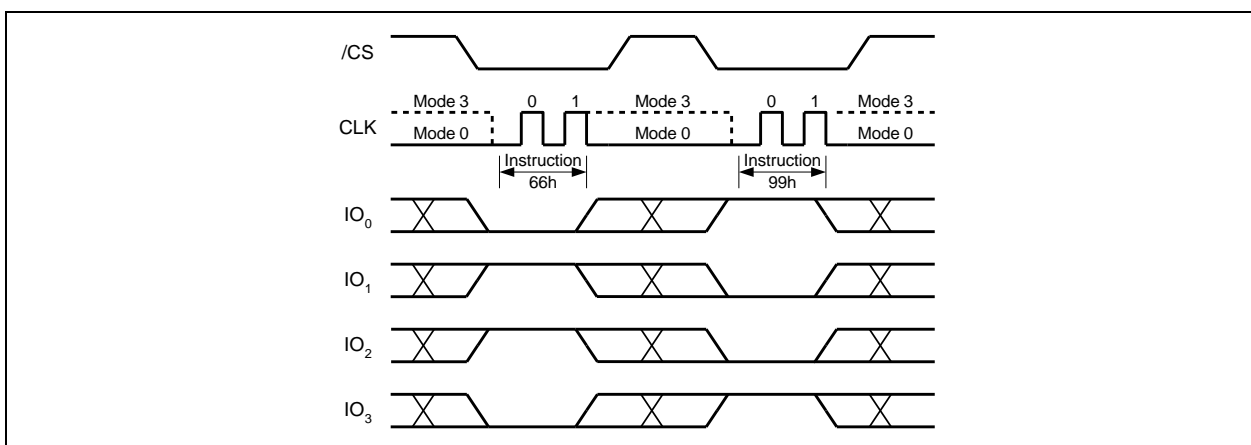 /CS
Mode 3 0 1 Mode 3 0 1 Mode 3
CLK
Mode 0 Mode 0 Mode 0
Instruction Instruction
66h 99h
IO0
IO1
IO2
IO3